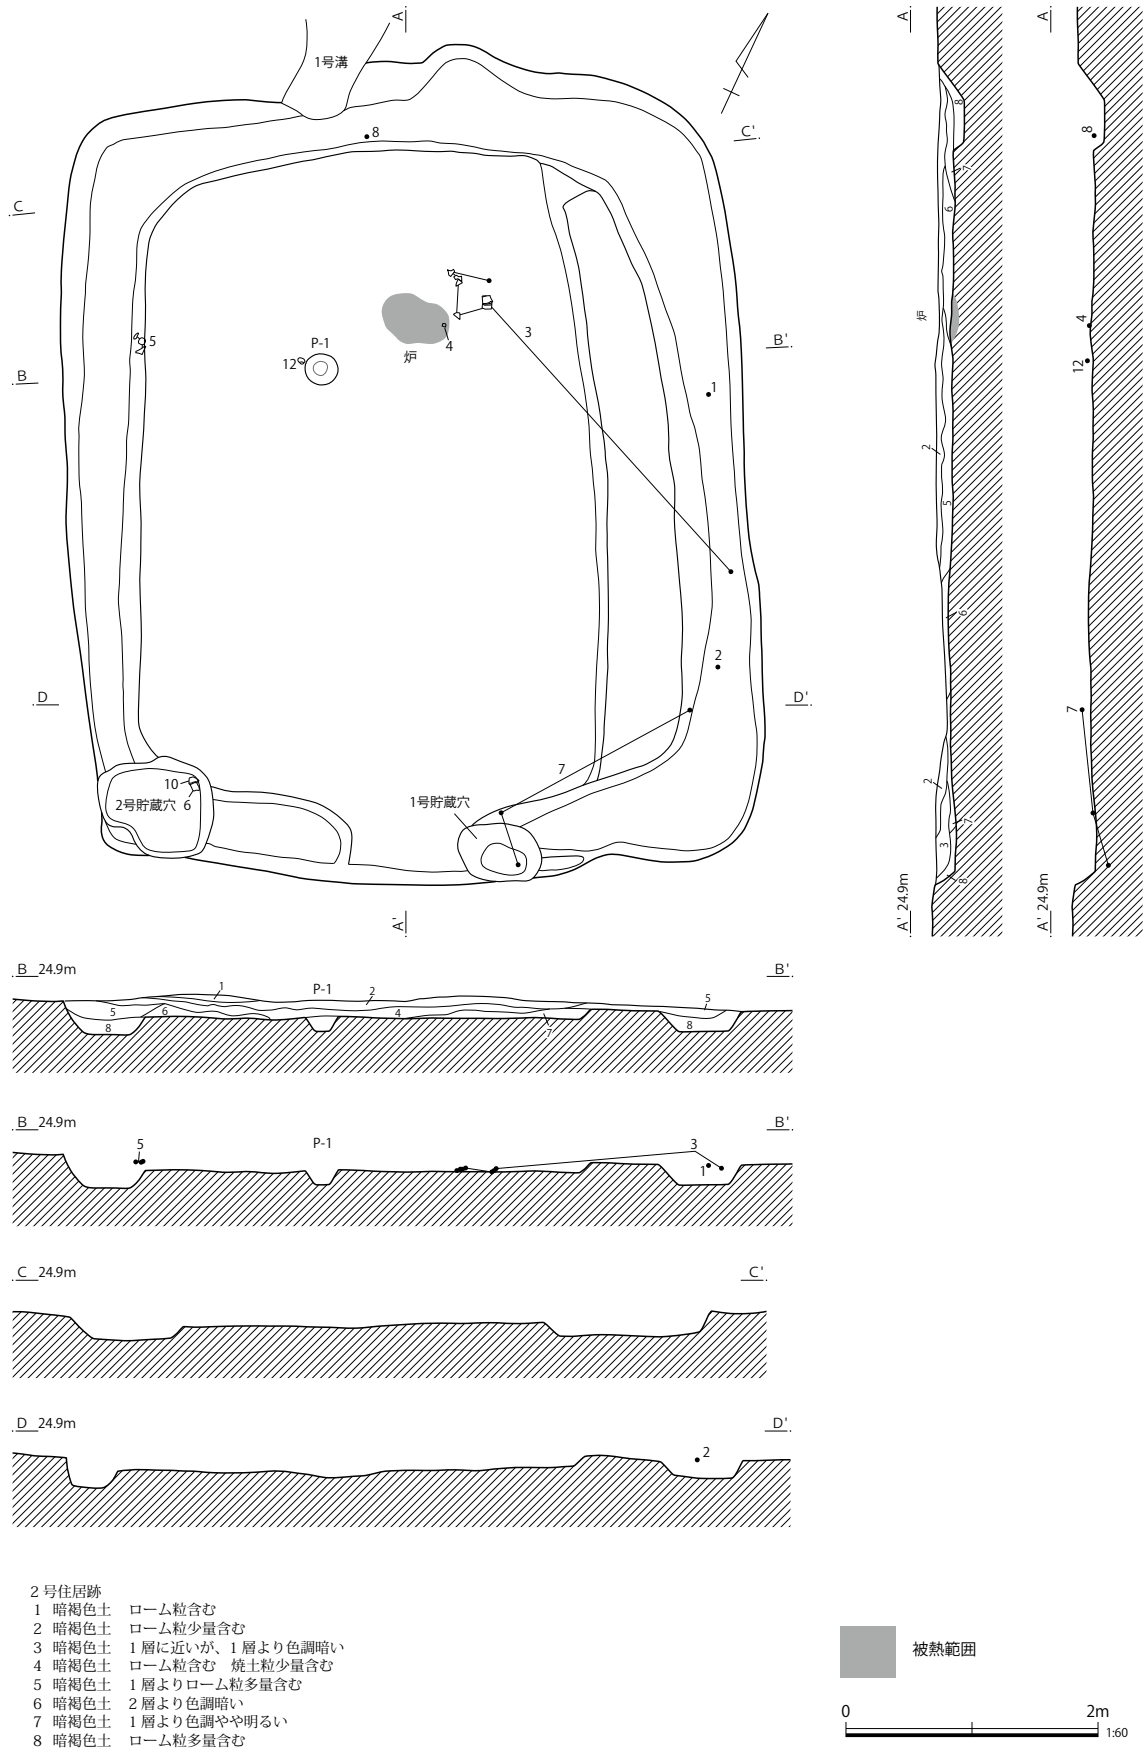 A
1号溝
8
C'
C
B'
3
5
P-1
12
4
炉
B
1
2
D
D'
7
10
2号貯蔵穴 6
1号貯蔵穴
A'
A
8
7
6
炉
2
5
6
2
7
3
8
A' 24.9m
A
8
4
12
7
A' 24.9m
B 24.9m
B'
1
P-1
2
5
5
6
4
8
7
8
B 24.9m
B'
5
P-1
3
1
C 24.9m
C'
D 24.9m
D'
2
2号住居跡
1 暗褐色土 ローム粒含む
2 暗褐色土 ローム粒少量含む
3 暗褐色土 1層に近いが、1層より色調暗い
4 暗褐色土 ローム粒含む 焼土粒少量含む
5 暗褐色土 1層よりローム粒多量含む
6 暗褐色土 2層より色調暗い
7 暗褐色土 1層より色調やや明るい
8 暗褐色土 ローム粒多量含む
被熱範囲
0 2m
1:60